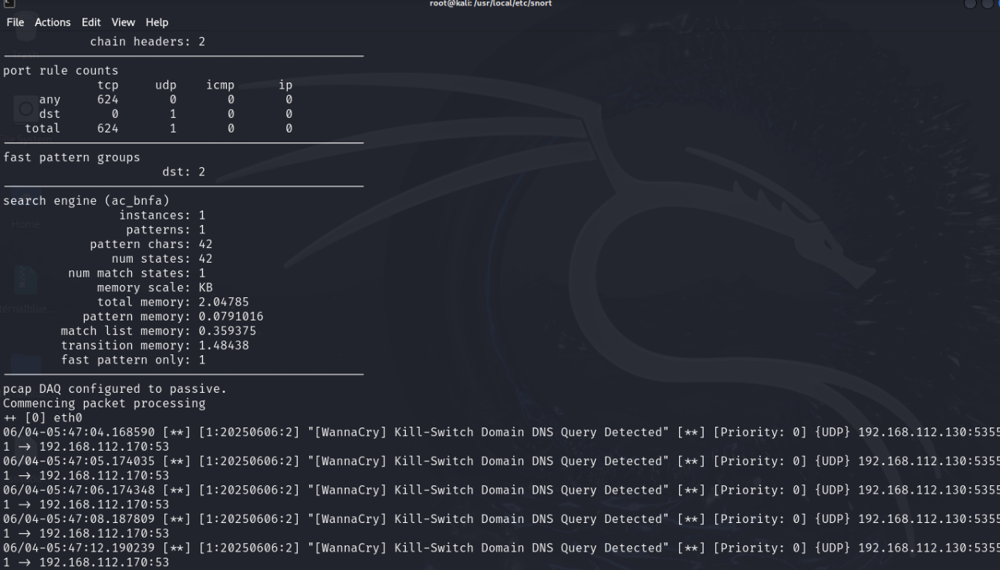 root@kali: /usr/local/etc/snort
File Actions Edit View Help
chain headers: 2
port rule counts
tcp udp icmp ip
any 624 0 0 0
dst 0 1 0 0
total 624 1 0 0
fast pattern groups
dst: 2
search engine (ac_bnfa)
instances: 1
patterns: 1
pattern chars: 42
num states: 42
num match states: 1
memory scale: KB
total memory: 2.04785
pattern memory: 0.0791016
match list memory: 0.359375
transition memory: 1.48438
fast pattern only: 1
pcap DAQ configured to passive.
Commencing packet processing
++ [0] eth0
06/04-05:47:04.168590 [**] [1:20250606:2] "[WannaCry] Kill-Switch Domain DNS Query Detected" [**] [Priority: 0] {UDP} 192.168.112.130:5355
1 → 192.168.112.170:53
06/04-05:47:05.174035 [**] [1:20250606:2] "[WannaCry] Kill-Switch Domain DNS Query Detected" [**] [Priority: 0] {UDP} 192.168.112.130:5355
1 → 192.168.112.170:53
06/04-05:47:06.174348 [**] [1:20250606:2] "[WannaCry] Kill-Switch Domain DNS Query Detected" [**] [Priority: 0] {UDP} 192.168.112.130:5355
1 → 192.168.112.170:53
06/04-05:47:08.187809 [**] [1:20250606:2] "[WannaCry] Kill-Switch Domain DNS Query Detected" [**] [Priority: 0] {UDP} 192.168.112.130:5355
1 → 192.168.112.170:53
06/04-05:47:12.190239 [**] [1:20250606:2] "[WannaCry] Kill-Switch Domain DNS Query Detected" [**] [Priority: 0] {UDP} 192.168.112.130:5355
1 → 192.168.112.170:53
Home